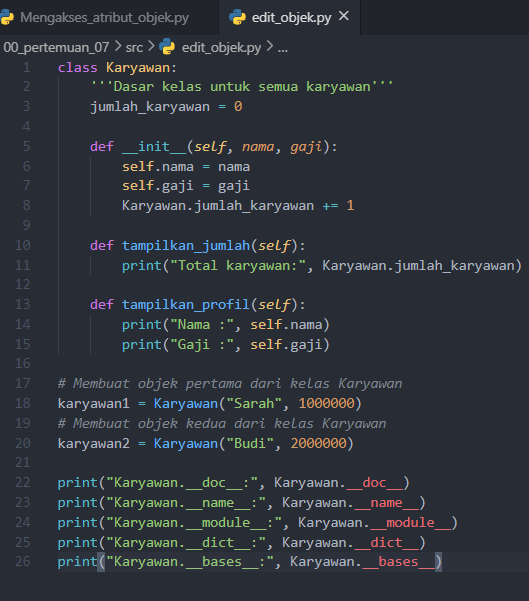 Mengakses_atribut_objek.py
edit_objek.py ×
00_pertemuan_07 > src > edit_objek.py > ...
1 class Karyawan:
2     '''Dasar kelas untuk semua karyawan'''
3     jumlah_karyawan = 0
4
5     def __init__(self, nama, gaji):
6         self.nama = nama
7         self.gaji = gaji
8         Karyawan.jumlah_karyawan += 1
9
10     def tampilkan_jumlah(self):
11         print("Total karyawan:", Karyawan.jumlah_karyawan)
12
13     def tampilkan_profil(self):
14         print("Nama :", self.nama)
15         print("Gaji :", self.gaji)
16
17 # Membuat objek pertama dari kelas Karyawan
18 karyawan1 = Karyawan("Sarah", 1000000)
19 # Membuat objek kedua dari kelas Karyawan
20 karyawan2 = Karyawan("Budi", 2000000)
21
22 print("Karyawan.__doc__:", Karyawan.__doc__)
23 print("Karyawan.__name__:", Karyawan.__name__)
24 print("Karyawan.__module__:", Karyawan.__module__)
25 print("Karyawan.__dict__:", Karyawan.__dict__)
26 print("Karyawan.__bases__:", Karyawan.__bases__)